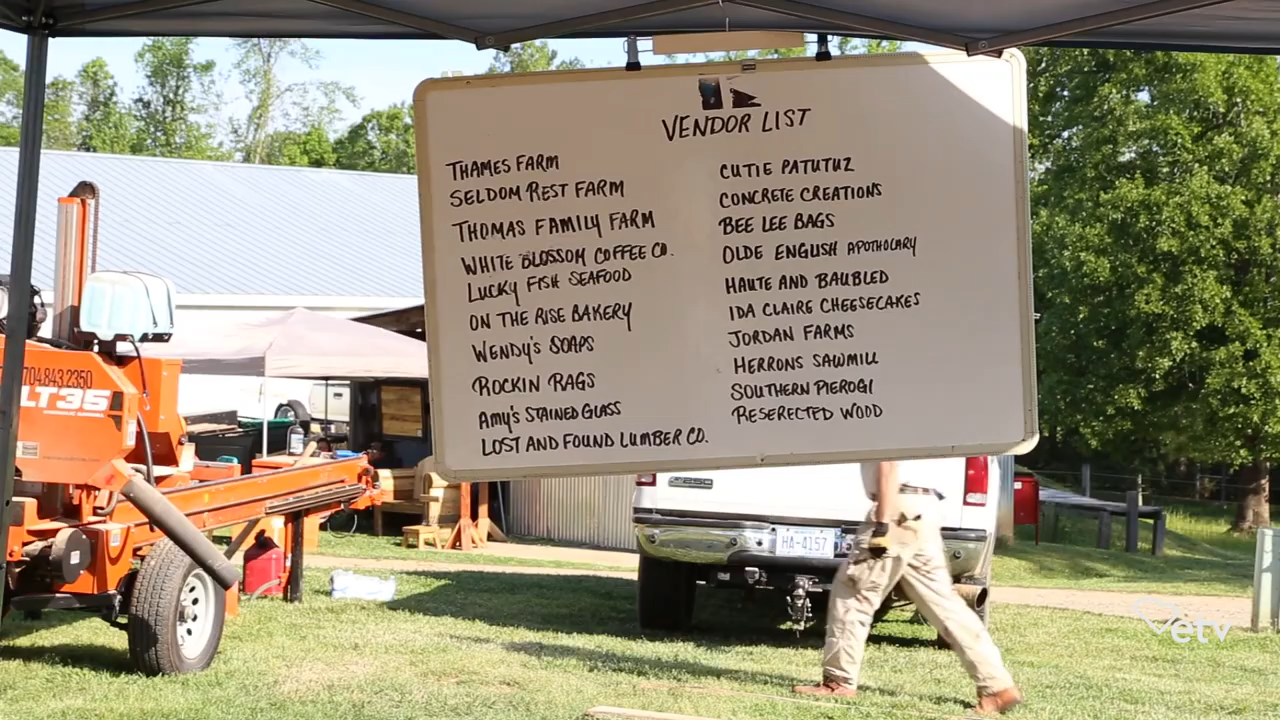 VENDOR LIST
THAMES FARM
SELDOM REST FARM
THOMAS FAMILY FARM
WHITE BLOSSOM COFFEE CO.
LUCKY FISH SEAFOOD
ON THE RISE BAKERY
WENDY'S SOAPS
ROCKIN RAGS
AMY'S STAINED GLASS
LOST AND FOUND LUMBER CO.
CUTIE PATUTUZ
CONCRETE CREATIONS
BEE LEE BAGS
OLDE ENGLISH APOTHOCARY
HAUTE AND BAUBLED
IDA CLAIRE CHEESECAKES
JORDAN FARMS
HERRONS SAWMILL
SOUTHERN PIEROGI
RESERECTED WOOD
704.843.2350
LT35
HA-4157
etv